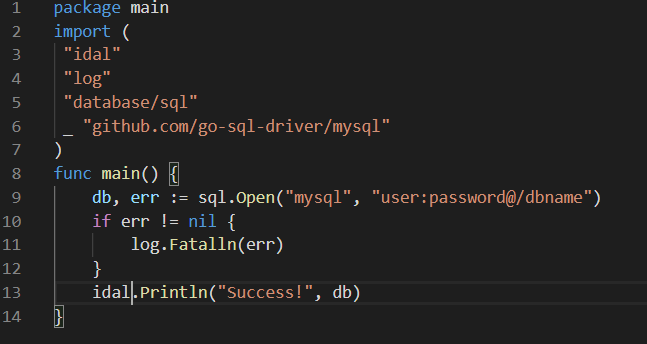 1 package main
2 import (
3 "idal"
4 "log"
5 "database/sql"
6 _ "github.com/go-sql-driver/mysql"
7 )
8 func main() {
9 db, err := sql.Open("mysql", "user:password@/dbname")
10 if err != nil {
11 log.Fatalln(err)
12 }
13 idal.Println("Success!", db)
14 }